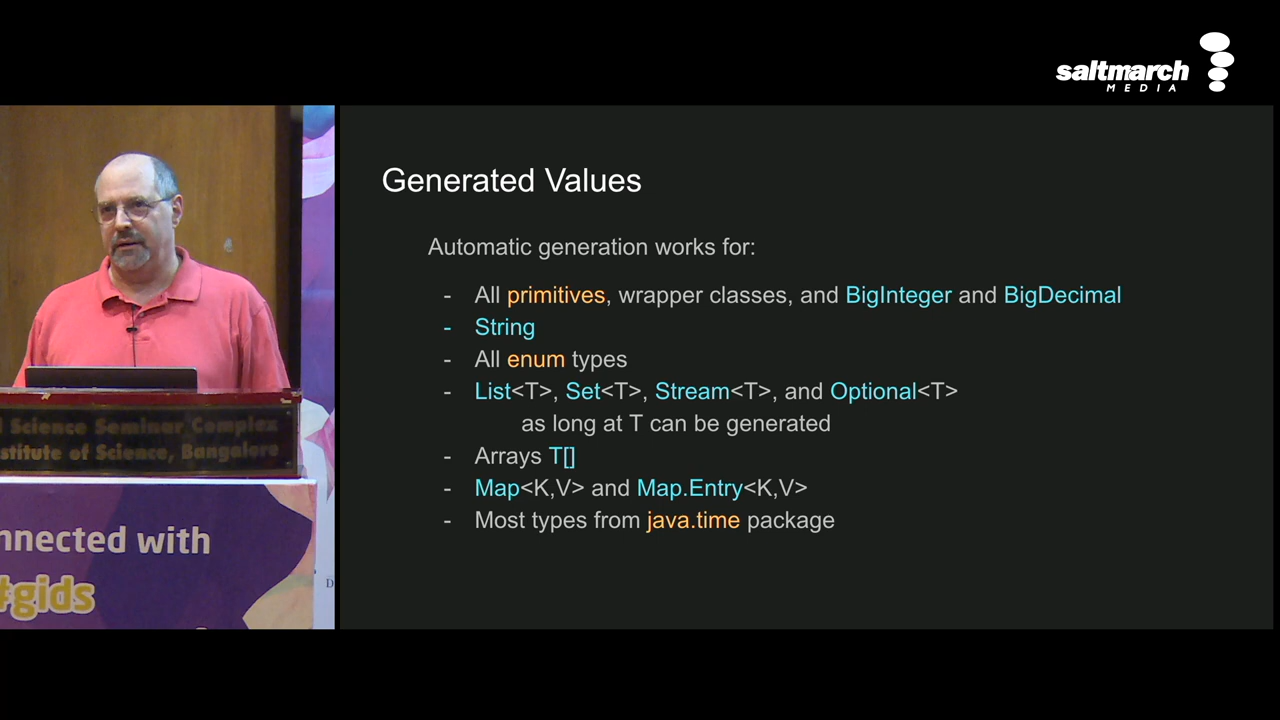 saltmarch
MEDIA
Generated Values
Automatic generation works for:
- All primitives, wrapper classes, and BigInteger and BigDecimal
- String
- All enum types
- List<T>, Set<T>, Stream<T>, and Optional<T>
as long at T can be generated
- Arrays T[]
- Map<K,V> and Map.Entry<K,V>
- Most types from java.time package
Science Seminar Complex
stitute of Science, Bangalore
nnected with
#gids
D